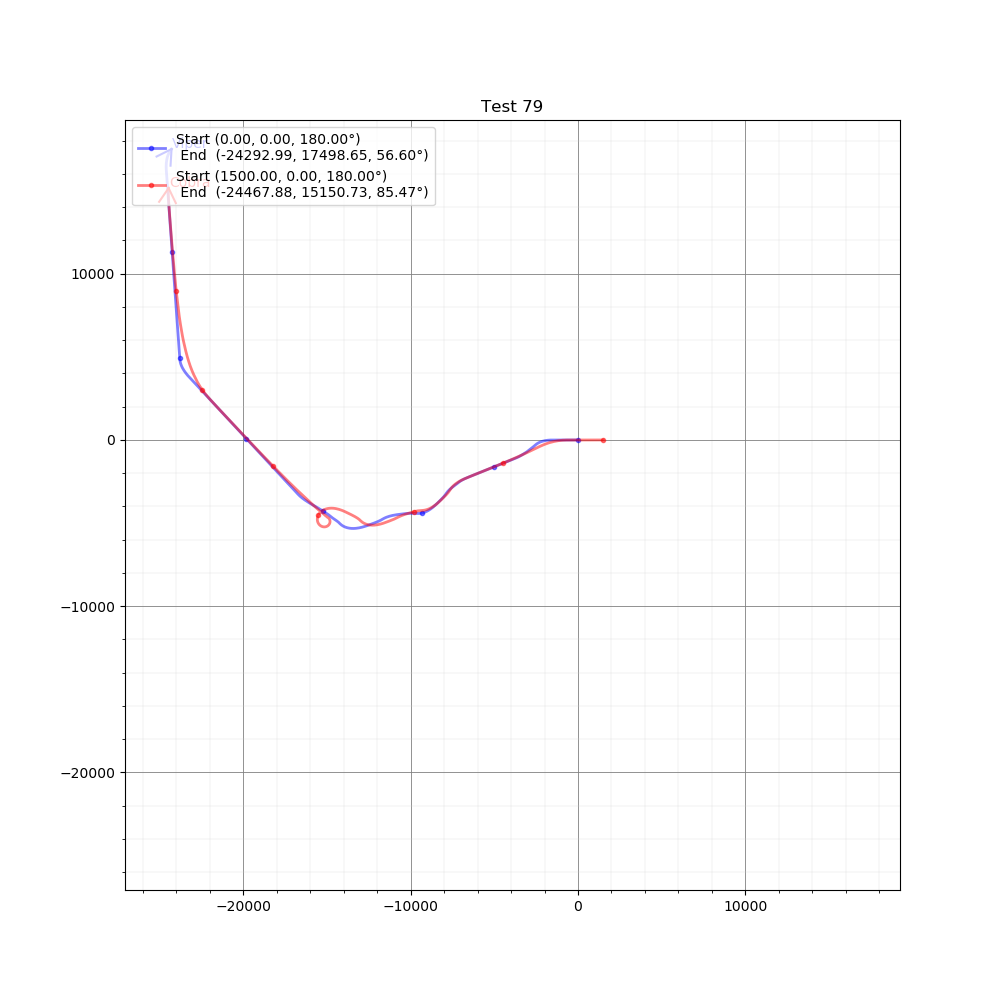 Test 79
Start (0.00, 0.00, 180.00°)
End (-24292.99, 17498.65, 56.60°)
Start (1500.00, 0.00, 180.00°)
End (-24467.88, 15150.73, 85.47°)
10000
0
−10000
−20000
−20000
−10000
0
10000